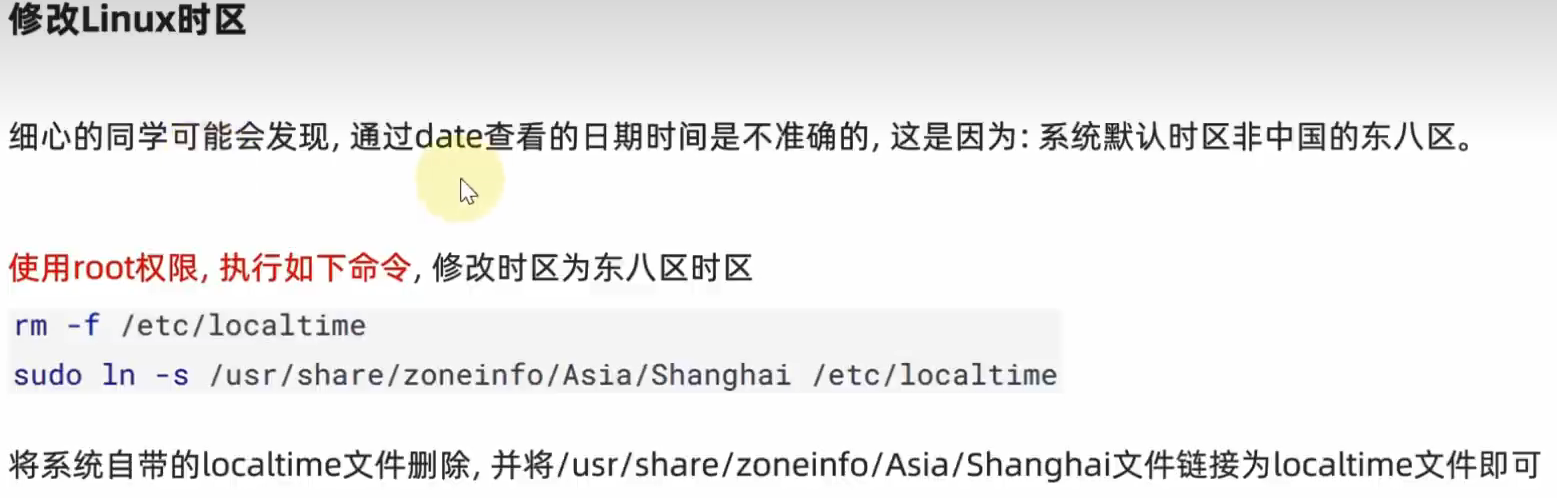 修改Linux时区
细心的同学可能会发现, 通过date查看的日期时间是不准确的, 这是因为: 系统默认时区非中国的东八区。
使用root权限, 执行如下命令, 修改时区为东八区时区
rm -f /etc/localtime
sudo ln -s /usr/share/zoneinfo/Asia/Shanghai /etc/localtime
将系统自带的localtime文件删除, 并将/usr/share/zoneinfo/Asia/Shanghai文件链接为localtime文件即可